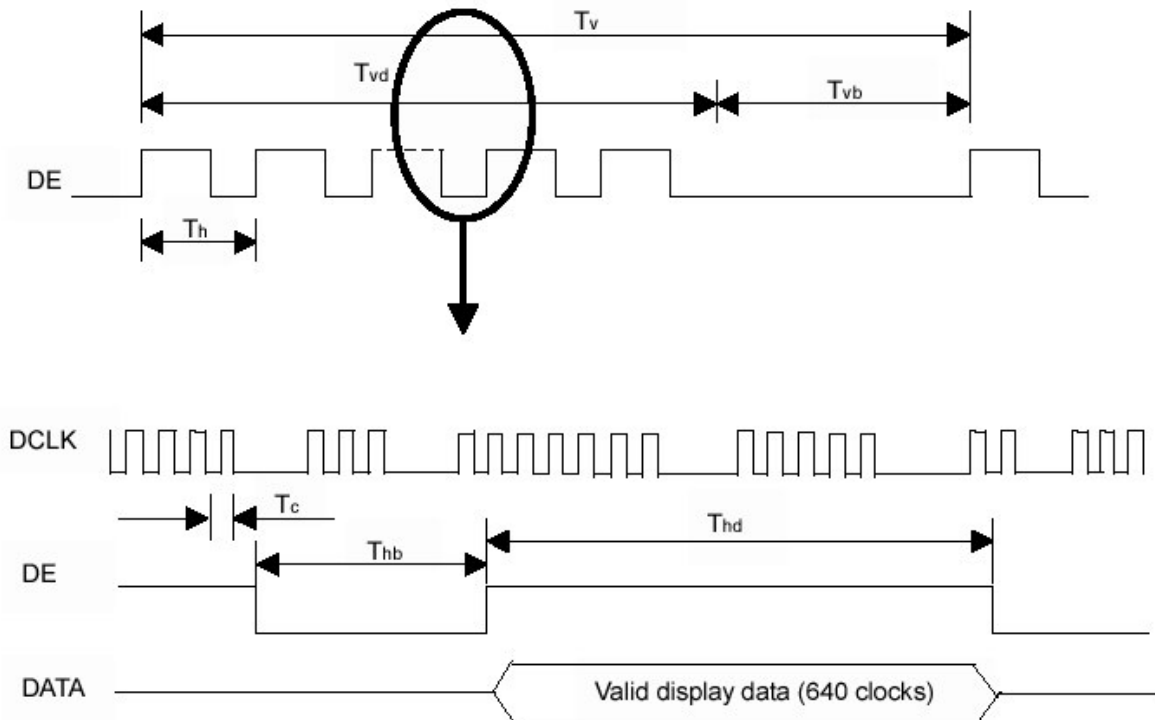 Tv
Tvd
Tvb
DE
Th
DCLK
Tc
Thd
Thb
DE
DATA
Valid display data (640 clocks)